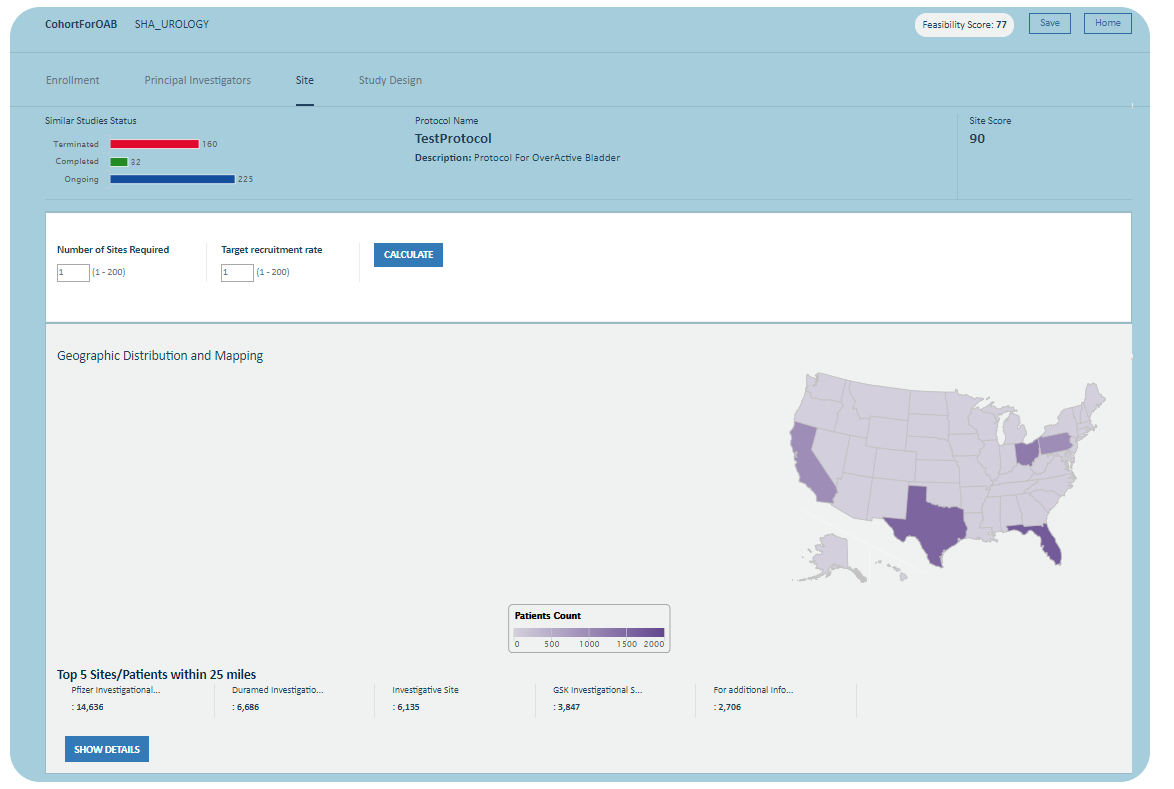 CohortForOAB SHA_UROLOGY Feasibility Score: 77 Save Home
Enrollment Principal Investigators Site Study Design
Similar Studies Status
Terminated 160
Completed 32
Ongoing 225
Protocol Name
TestProtocol
Description: Protocol For OverActive Bladder
Site Score
90
Number of Sites Required
1 (1 - 200)
Target recruitment rate
1 (1 - 200)
CALCULATE
Geographic Distribution and Mapping
Patients Count
0 500 1000 1500 2000
Top 5 Sites/Patients within 25 miles
Pfizer Investigational... Duramed Investigatio... Investigative Site GSK Investigational S... For additional Info...
: 14,636 : 6,686 : 6,135 : 3,847 : 2,706
SHOW DETAILS